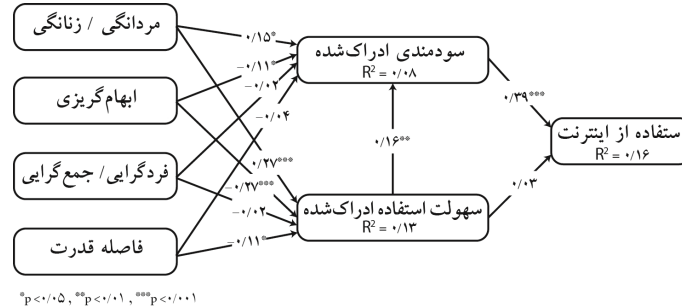 مردانگی / زنانگی
ابهام‌گریزی
فردگرایی/ جمع‌گرایی
فاصله قدرت
۰/۱۵*
−۰/۱۱*
−۰/۰۲
−۰/۰۴
۰/۲۷***
−۰/۲۷***
−۰/۰۲
−۰/۱۱*
سودمندی ادراک‌شده
R² = ۰/۰۸
۰/۱۶**
سهولت استفاده ادراک‌شده
R² = ۰/۱۳
۰/۳۹***
۰/۰۳
ستفاده از اینترنت
R² = ۰/۱۶
*p<۰/۰۵ , **p<۰/۰۱ , ***p<۰/۰۰۱